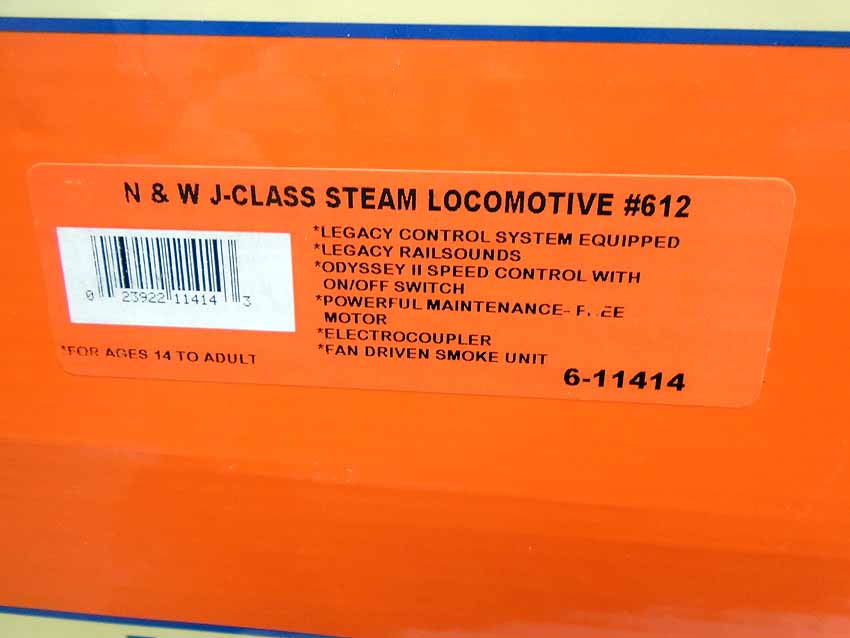 N & W J-CLASS STEAM LOCOMOTIVE #612
*LEGACY CONTROL SYSTEM EQUIPPED
*LEGACY RAILSOUNDS
*ODYSSEY II SPEED CONTROL WITH
ON/OFF SWITCH
*POWERFUL MAINTENANCE- FREE
MOTOR
*ELECTROCOUPLER
*FAN DRIVEN SMOKE UNIT
0 23922 11414 3
*FOR AGES 14 TO ADULT
6-11414